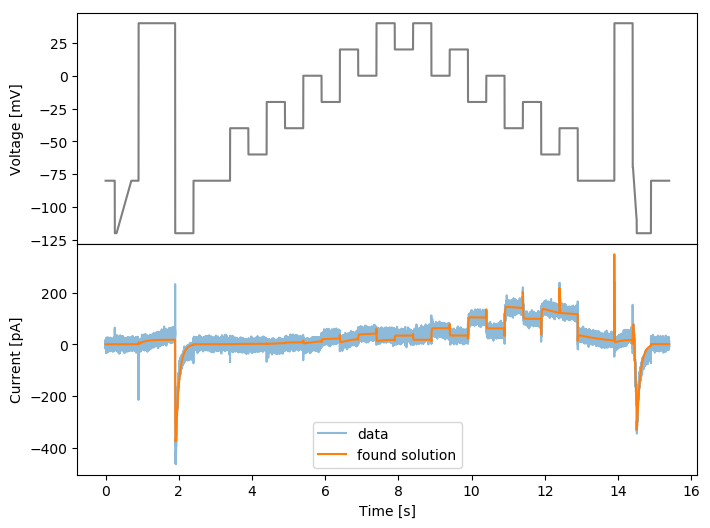 Voltage [mV]
25
0
−25
−50
−75
−100
−125
Current [pA]
200
0
−200
−400
data
found solution
0 2 4 6 8 10 12 14 16
Time [s]